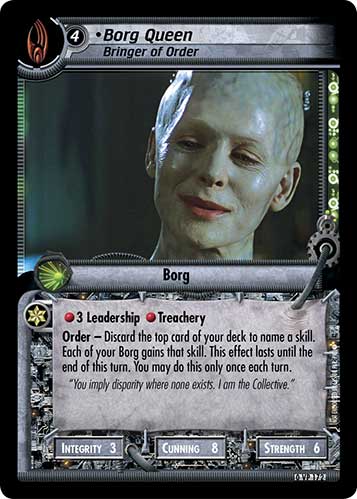 4
•Borg Queen
Bringer of Order
Borg
3 Leadership Treachery
Order – Discard the top card of your deck to name a skill.
Each of your Borg gains that skill. This effect lasts until the
end of this turn. You may do this only once each turn.
"You imply disparity where none exists. I am the Collective."
INTEGRITY 3 CUNNING 8 STRENGTH 6
0 VP 172